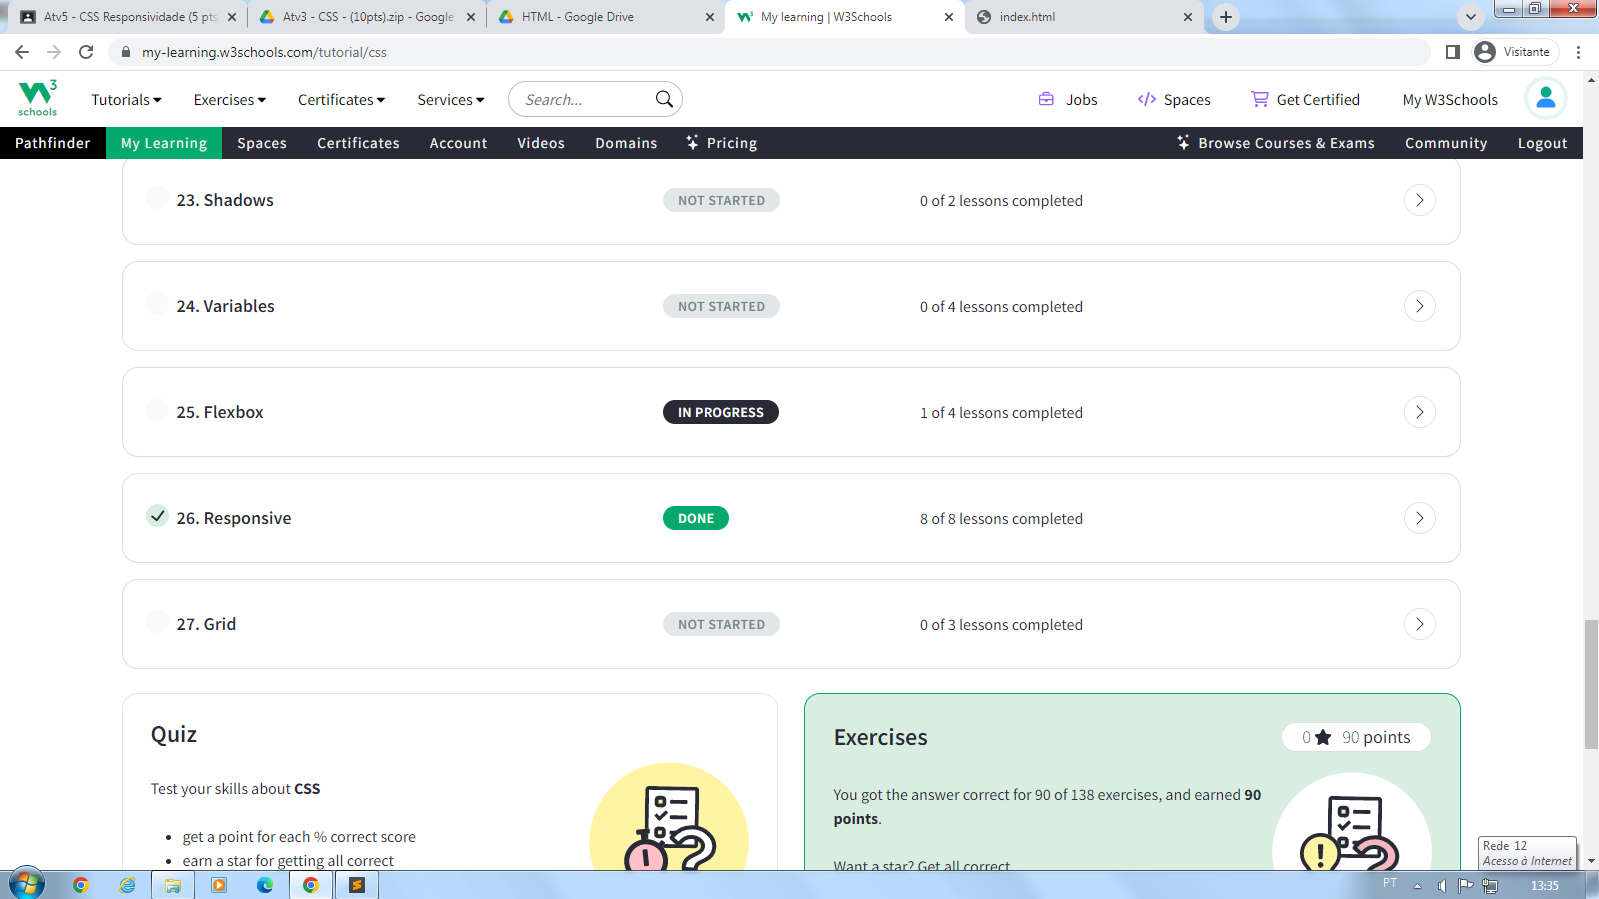 Atv5 - CSS Responsividade (5 pts
Atv3 - CSS - (10pts).zip - Google
HTML - Google Drive
My learning | W3Schools
index.html
my-learning.w3schools.com/tutorial/css
Visitante
3
schools
Tutorials
Exercises
Certificates
Services
Search...
Jobs
Spaces
Get Certified
My W3Schools
Pathfinder
My Learning
Spaces
Certificates
Account
Videos
Domains
Pricing
Browse Courses & Exams
Community
Logout
23. Shadows
NOT STARTED
0 of 2 lessons completed
24. Variables
NOT STARTED
0 of 4 lessons completed
25. Flexbox
IN PROGRESS
1 of 4 lessons completed
26. Responsive
DONE
8 of 8 lessons completed
27. Grid
NOT STARTED
0 of 3 lessons completed
Quiz
Test your skills about CSS
• get a point for each % correct score
• earn a star for getting all correct
Exercises
0 ★ 90 points
You got the answer correct for 90 of 138 exercises, and earned 90
points.
Want a star? Get all correct
Rede 12
Acesso à Internet
PT
13:35